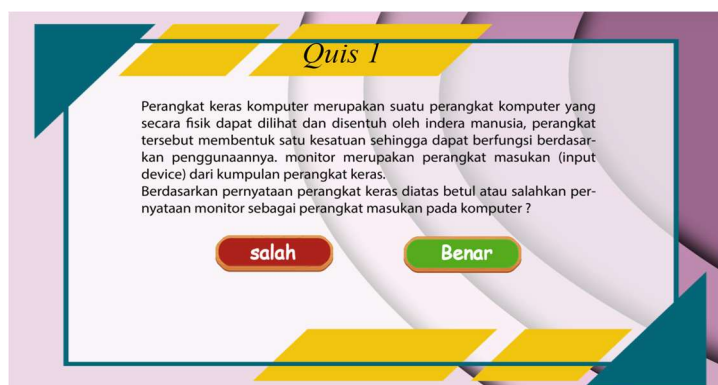 Quis 1
Perangkat keras komputer merupakan suatu perangkat komputer yang
secara fisik dapat dilihat dan disentuh oleh indera manusia, perangkat
tersebut membentuk satu kesatuan sehingga dapat berfungsi berdasar-
kan penggunaannya. monitor merupakan perangkat masukan (input
device) dari kumpulan perangkat keras.
Berdasarkan pernyataan perangkat keras diatas betul atau salahkan per-
nyataan monitor sebagai perangkat masukan pada komputer ?
salah Benar